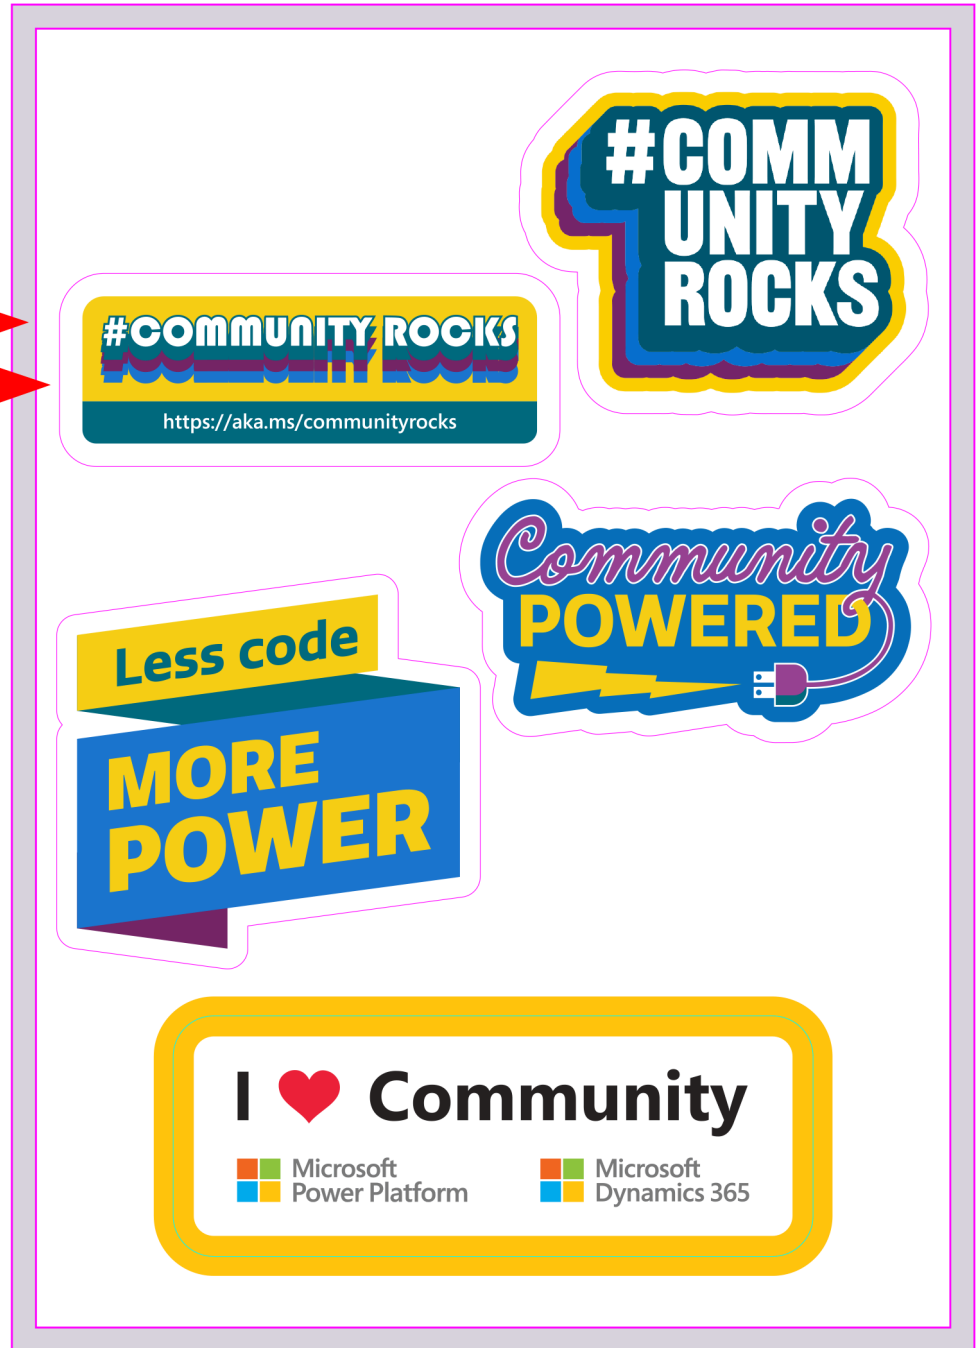 #COMM
UNITY
ROCKS
#COMMUNITY ROCKS
https://aka.ms/communityrocks
Community
POWERED
Less code
MORE
POWER
I ❤ Community
Microsoft
Power Platform
Microsoft
Dynamics 365